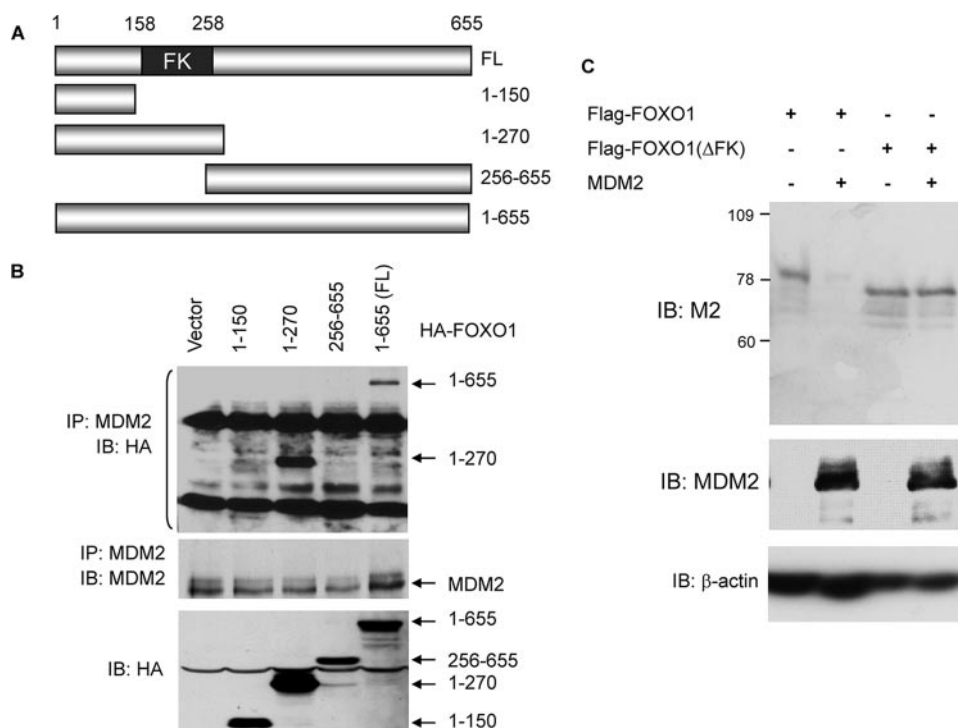 A
1 158 258 655
FK
FL
1-150
1-270
256-655
1-655
B
Vector
1-150
1-270
256-655
1-655 (FL)
HA-FOXO1
IP: MDM2
IB: HA
1-655
1-270
IP: MDM2
IB: MDM2
MDM2
IB: HA
1-655
256-655
1-270
1-150
C
Flag-FOXO1 + + - -
Flag-FOXO1(ΔFK) - - + +
MDM2 - + - +
109
78
60
IB: M2
IB: MDM2
IB: β-actin